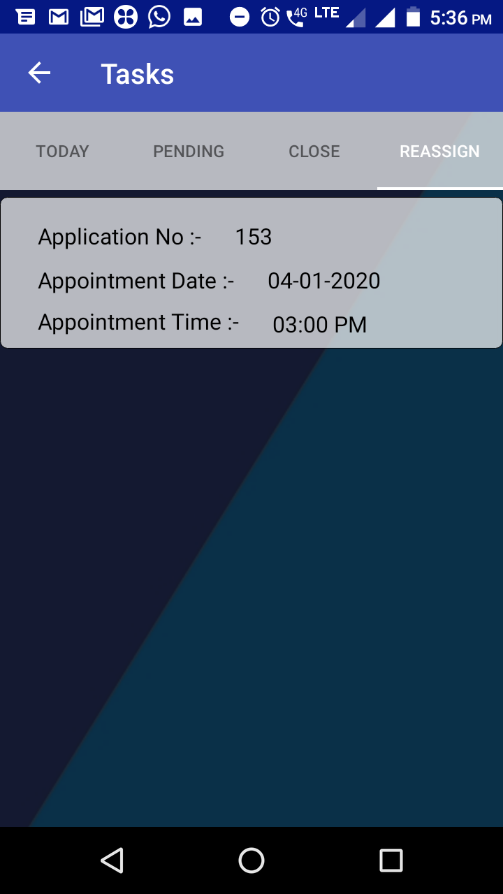 4G LTE 5:36 PM
Tasks
TODAY PENDING CLOSE REASSIGN
Application No :- 153
Appointment Date :- 04-01-2020
Appointment Time :- 03:00 PM